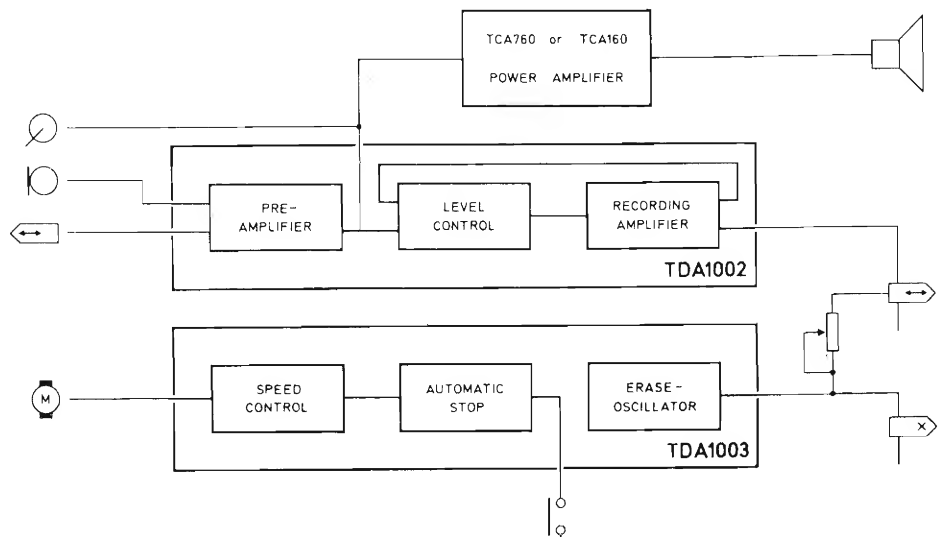 TCA760 or TCA160
POWER AMPLIFIER
PRE-
AMPLIFIER
LEVEL
CONTROL
RECORDING
AMPLIFIER
TDA1002
M
SPEED
CONTROL
AUTOMATIC
STOP
ERASE-
OSCILLATOR
TDA1003